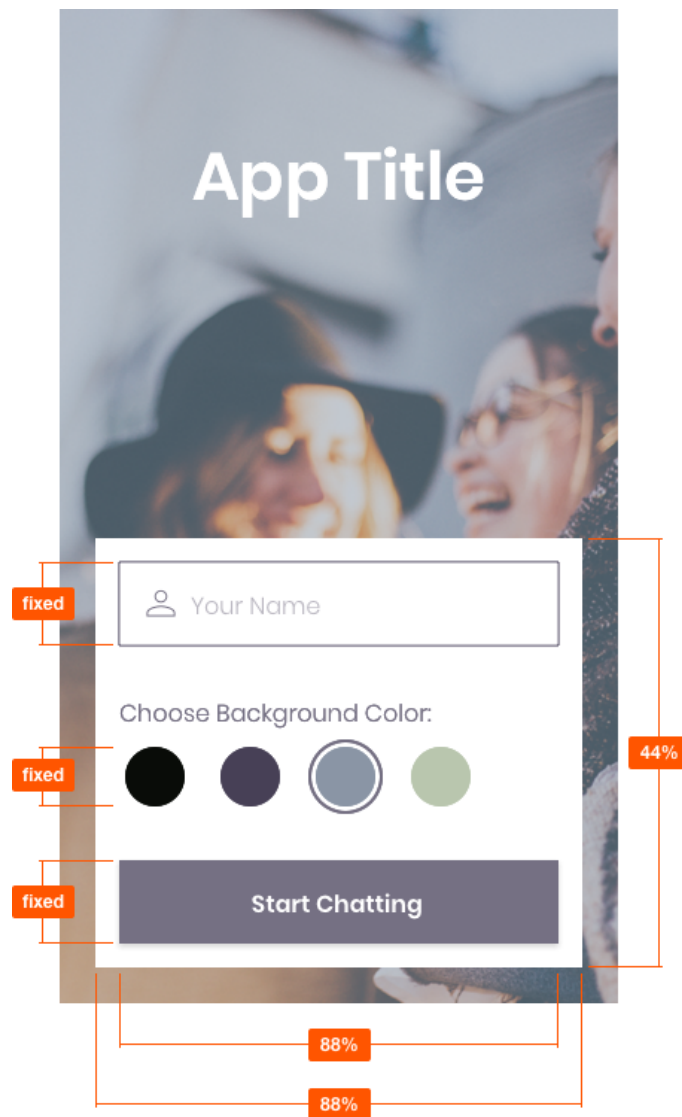 App Title
fixed
Your Name
Choose Background Color:
44%
fixed
fixed
Start Chatting
88%
88%